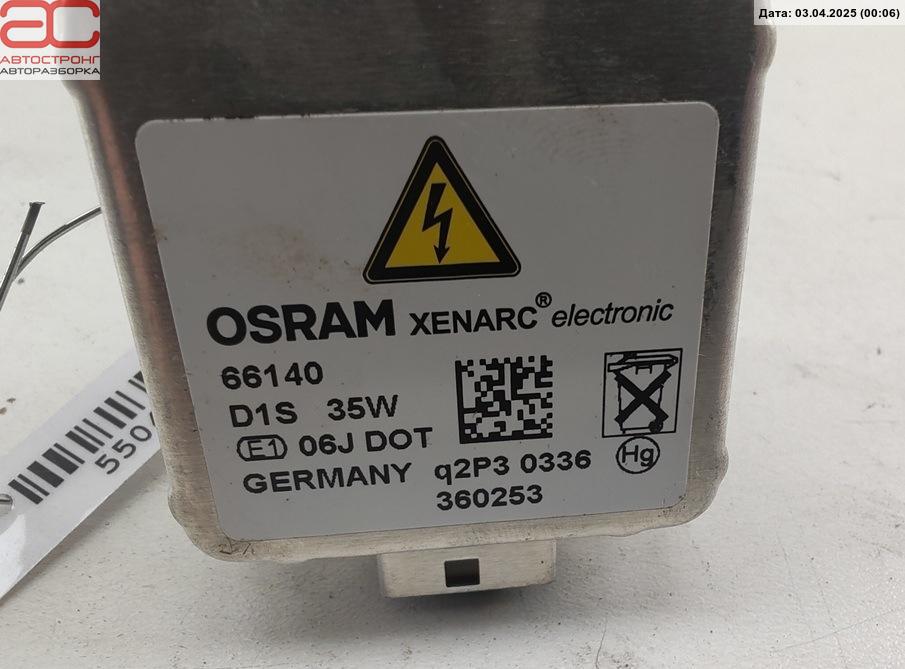 Дата: 03.04.2025 (00:06)
АС
АВТОСТРОНГ
АВТОРАЗБОРКА
OSRAM XENARC® electronic
66140
D1S 35W
E1 06J DOT
GERMANY q2P3 0336
360253
Hg